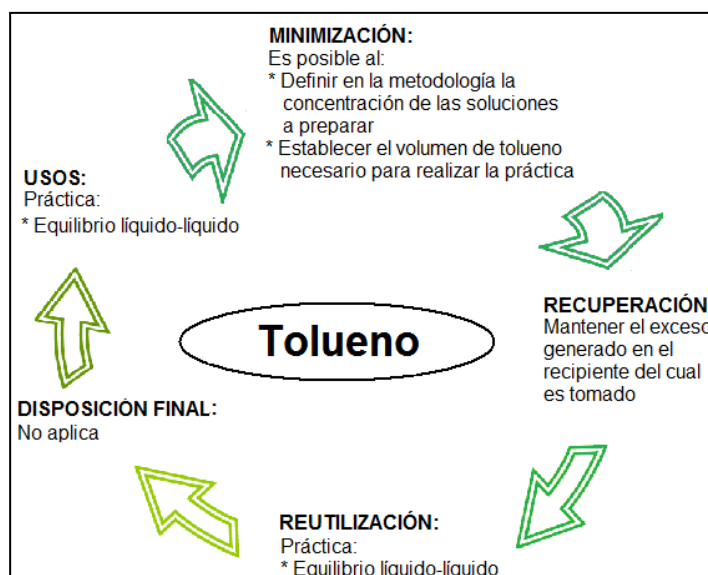 MINIMIZACIÓN:
Es posible al:
* Definir en la metodología la
concentración de las soluciones
a preparar
* Establecer el volumen de tolueno
necesario para realizar la práctica
USOS:
Práctica:
* Equilibrio líquido-líquido
RECUPERACIÓN
Mantener el exceso
generado en el
recipiente del cual
es tomado
Tolueno
DISPOSICIÓN FINAL:
No aplica
REUTILIZACIÓN:
Práctica:
* Equilibrio líquido-líquido